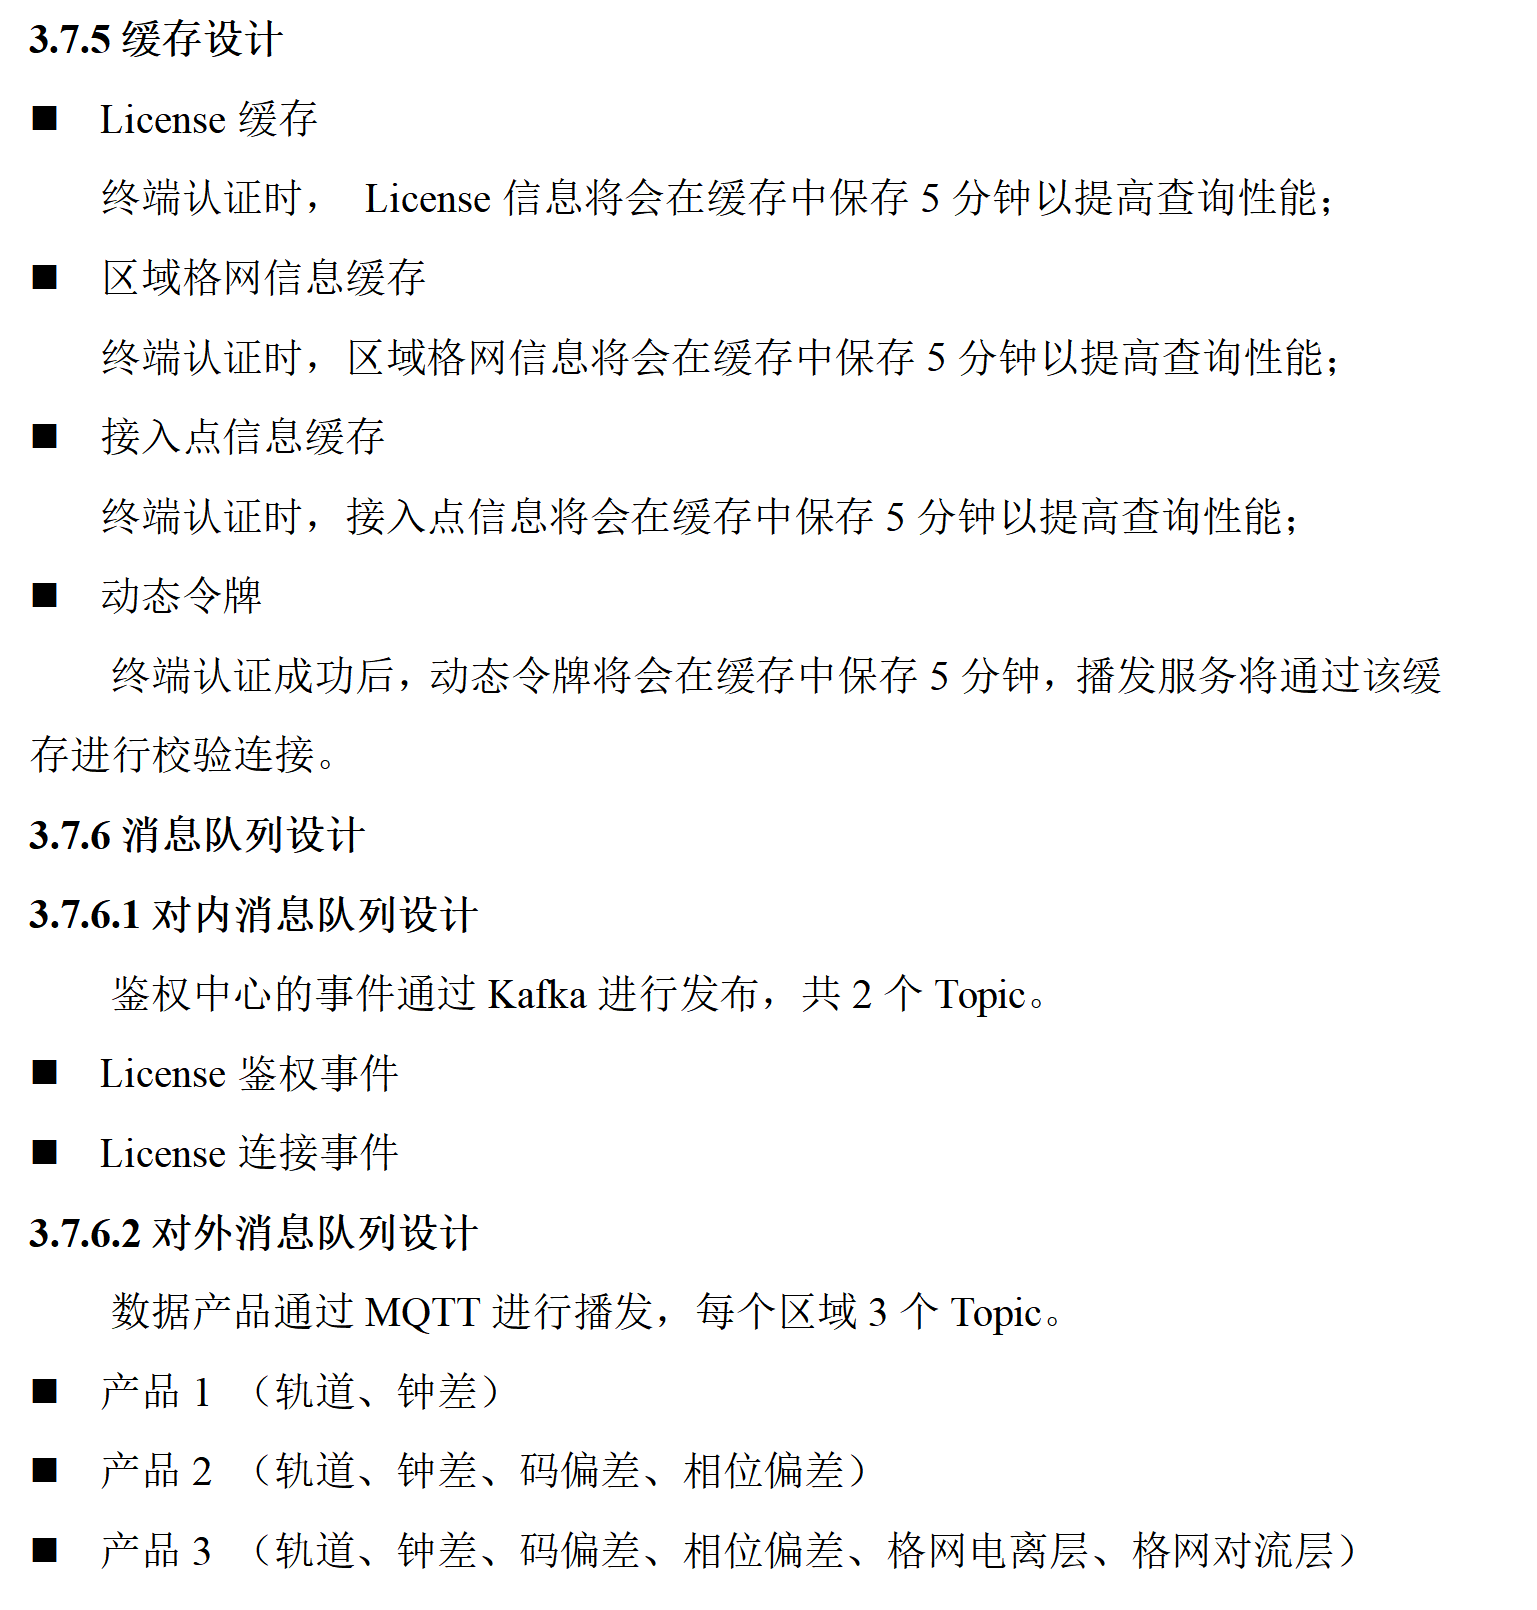 3.7.5 缓存设计
■ License 缓存
终端认证时， License 信息将会在缓存中保存 5 分钟以提高查询性能；
■ 区域格网信息缓存
终端认证时，区域格网信息将会在缓存中保存 5 分钟以提高查询性能；
■ 接入点信息缓存
终端认证时，接入点信息将会在缓存中保存 5 分钟以提高查询性能；
■ 动态令牌
终端认证成功后，动态令牌将会在缓存中保存 5 分钟，播发服务将通过该缓
存进行校验连接。
3.7.6 消息队列设计
3.7.6.1 对内消息队列设计
鉴权中心的事件通过 Kafka 进行发布，共 2 个 Topic。
■ License 鉴权事件
■ License 连接事件
3.7.6.2 对外消息队列设计
数据产品通过 MQTT 进行播发，每个区域 3 个 Topic。
■ 产品 1 （轨道、钟差）
■ 产品 2 （轨道、钟差、码偏差、相位偏差）
■ 产品 3 （轨道、钟差、码偏差、相位偏差、格网电离层、格网对流层）